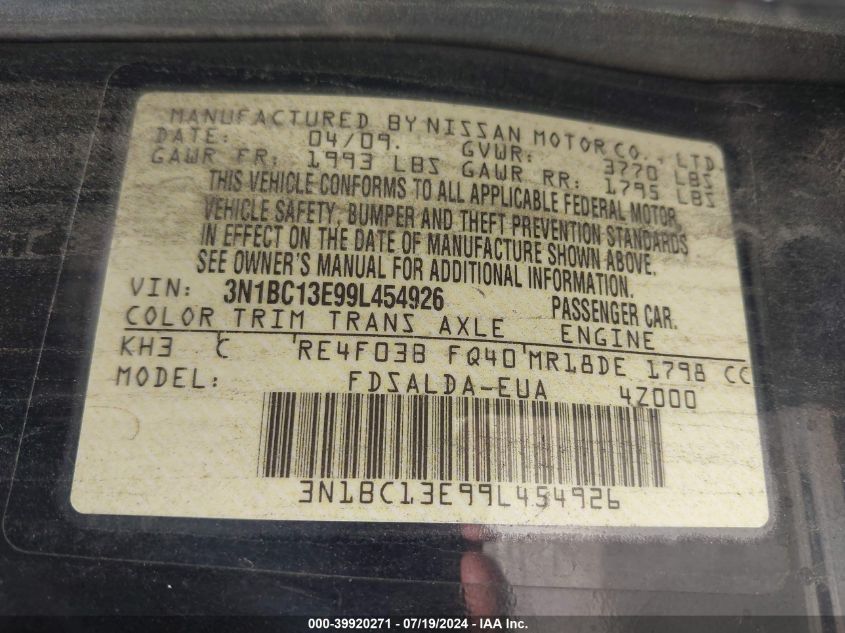 MANUFACTURED BY NISSAN MOTOR CO., LTD.
DATE: 04/09. GVWR: 3770 LBS
GAWR FR: 1993 LBS GAWR RR: 1795 LBS
THIS VEHICLE CONFORMS TO ALL APPLICABLE FEDERAL MOTOR
VEHICLE SAFETY, BUMPER AND THEFT PREVENTION STANDARDS
IN EFFECT ON THE DATE OF MANUFACTURE SHOWN ABOVE.
SEE OWNER'S MANUAL FOR ADDITIONAL INFORMATION.
VIN: 3N1BC13E99L454926 PASSENGER CAR.
COLOR TRIM TRANS AXLE ENGINE
KH3 C RE4F03B FQ40 MR18DE 1798 CC
MODEL: FDSALDA-EUA 4Z000
3N1BC13E99L454926
000-39920271 - 07/19/2024 - IAA Inc.